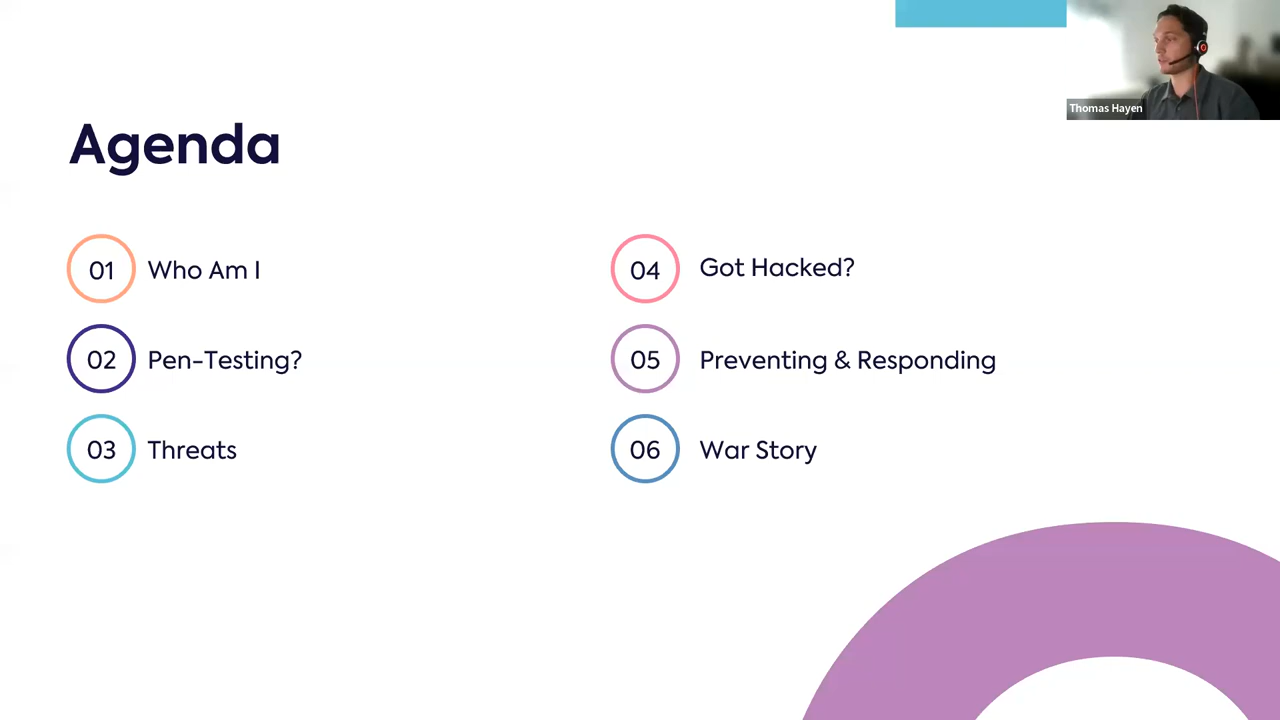 Thomas Hayen
Agenda
01 Who Am I
02 Pen-Testing?
03 Threats
04 Got Hacked?
05 Preventing & Responding
06 War Story